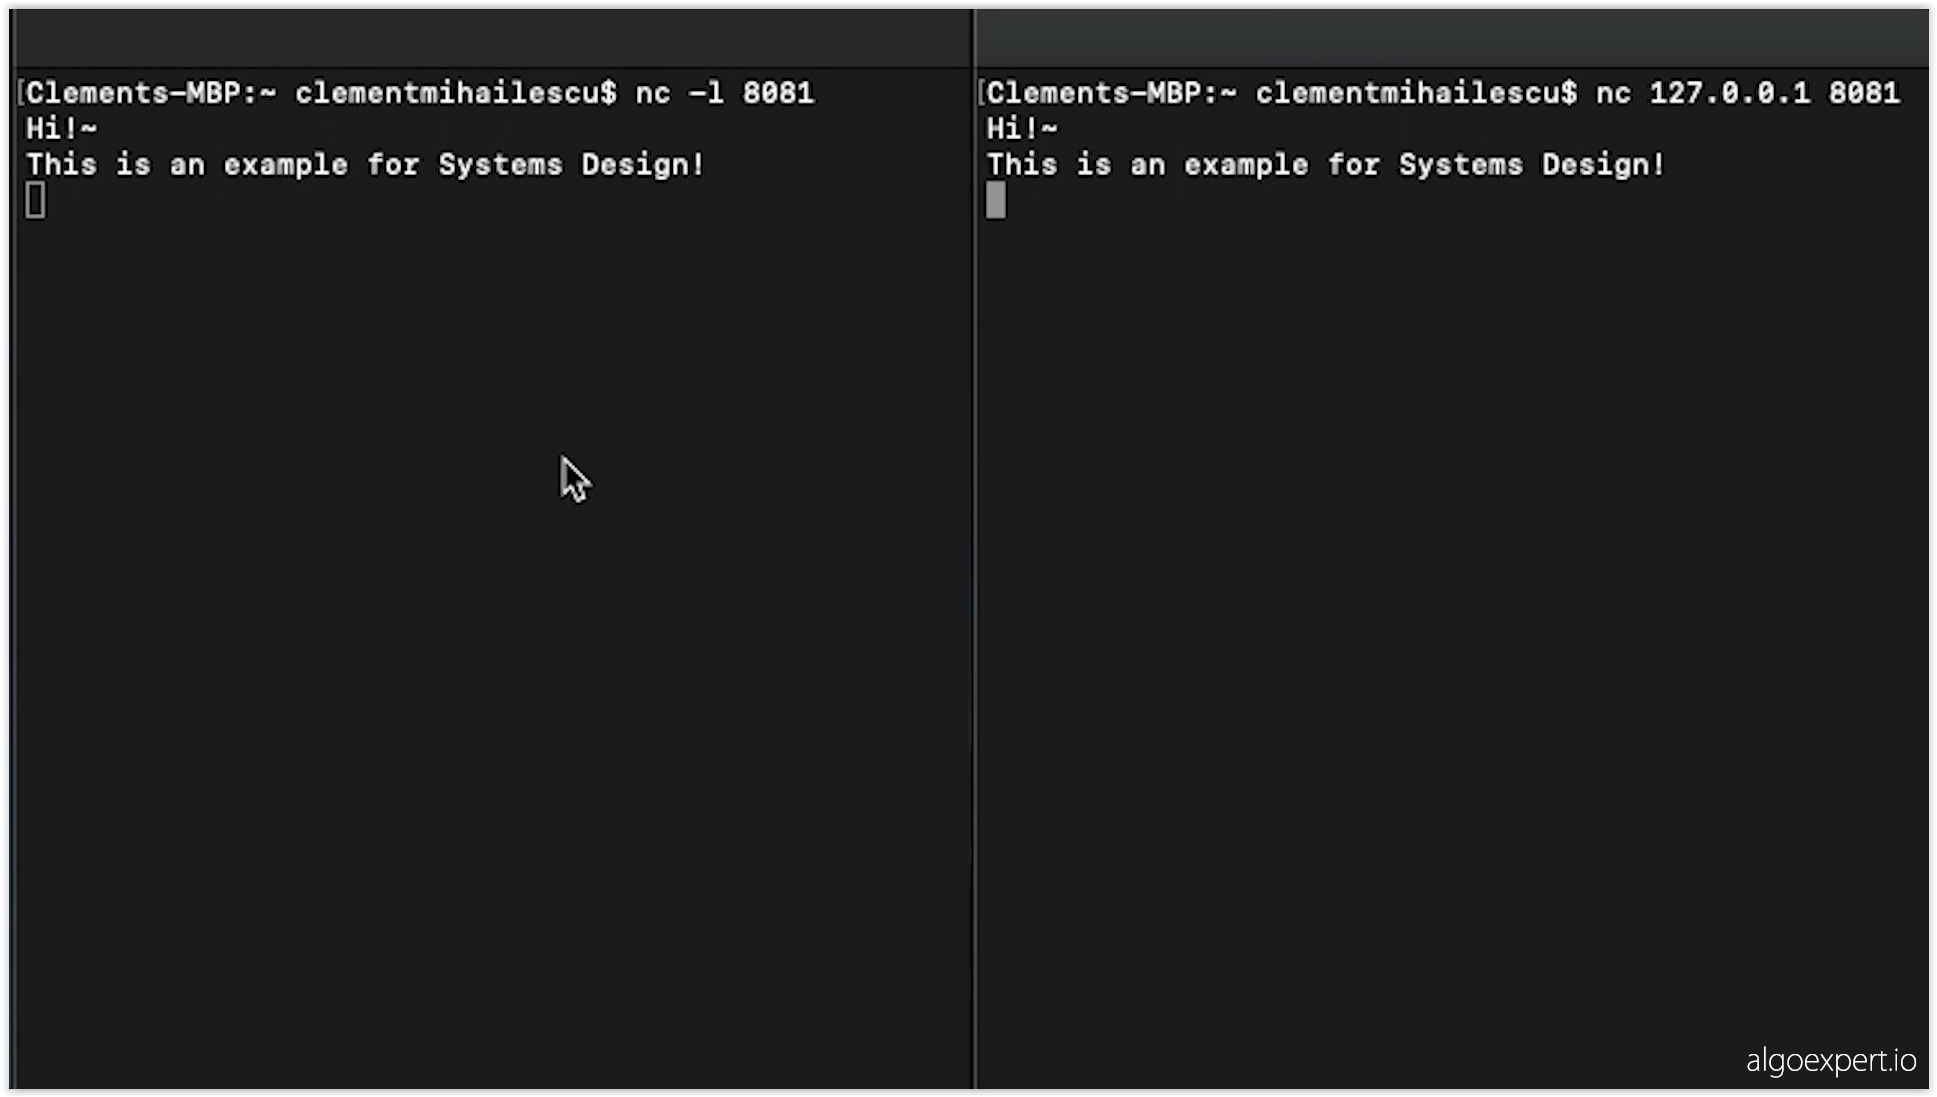 [Clements-MBP:~ clementmihailescu$ nc -l 8081
Hi!~
This is an example for Systems Design!
[Clements-MBP:~ clementmihailescu$ nc 127.0.0.1 8081
Hi!~
This is an example for Systems Design!
algoexpert.io